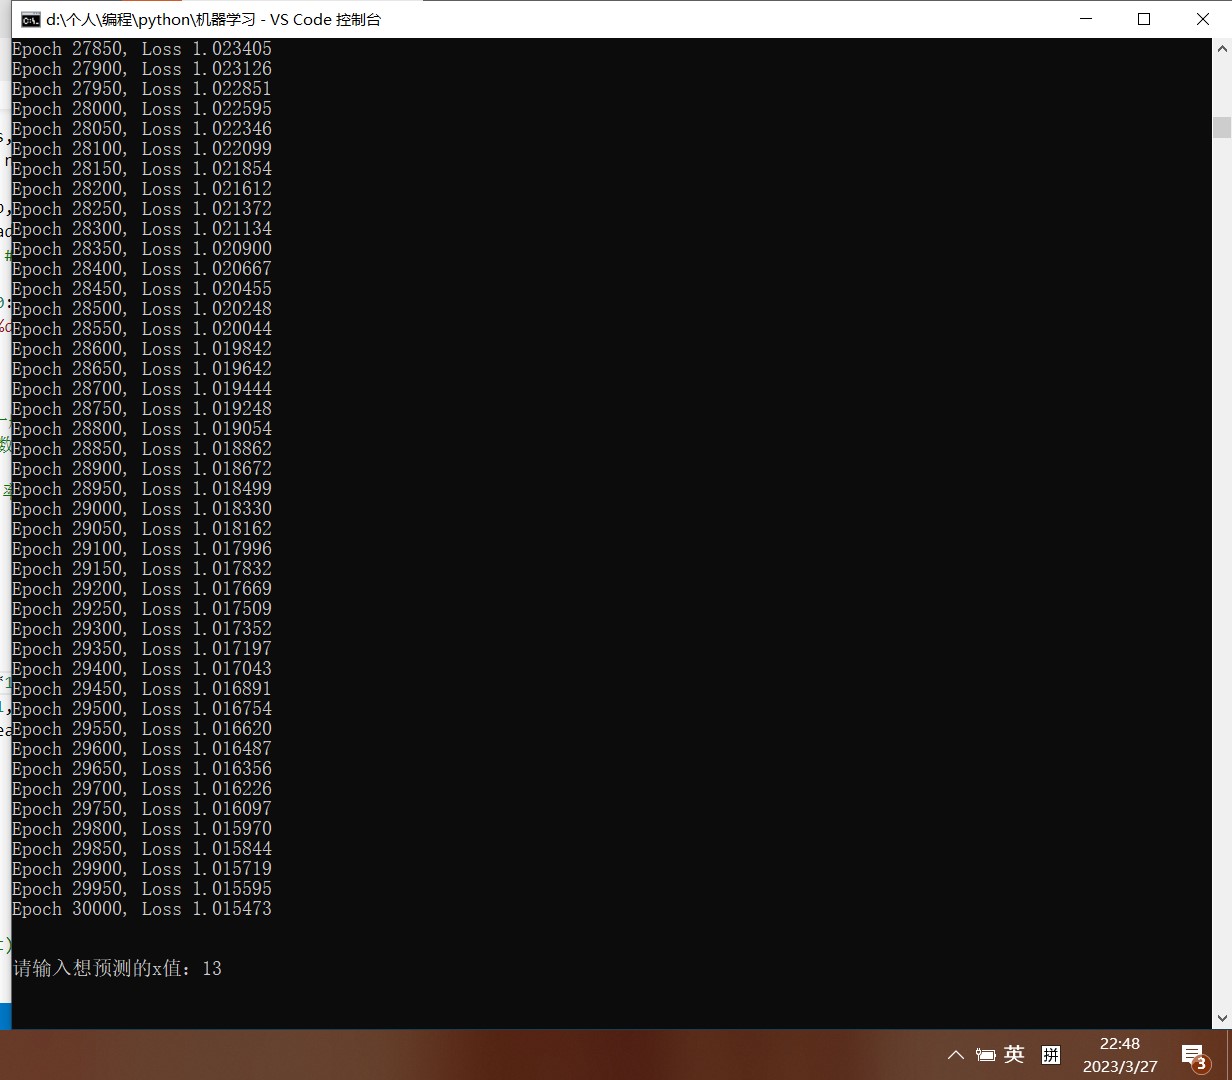 d:\个人\编程\python\机器学习 - VS Code 控制台
Epoch 27850, Loss 1.023405
Epoch 27900, Loss 1.023126
Epoch 27950, Loss 1.022851
Epoch 28000, Loss 1.022595
Epoch 28050, Loss 1.022346
Epoch 28100, Loss 1.022099
Epoch 28150, Loss 1.021854
Epoch 28200, Loss 1.021612
Epoch 28250, Loss 1.021372
Epoch 28300, Loss 1.021134
Epoch 28350, Loss 1.020900
Epoch 28400, Loss 1.020667
Epoch 28450, Loss 1.020455
Epoch 28500, Loss 1.020248
Epoch 28550, Loss 1.020044
Epoch 28600, Loss 1.019842
Epoch 28650, Loss 1.019642
Epoch 28700, Loss 1.019444
Epoch 28750, Loss 1.019248
Epoch 28800, Loss 1.019054
Epoch 28850, Loss 1.018862
Epoch 28900, Loss 1.018672
Epoch 28950, Loss 1.018499
Epoch 29000, Loss 1.018330
Epoch 29050, Loss 1.018162
Epoch 29100, Loss 1.017996
Epoch 29150, Loss 1.017832
Epoch 29200, Loss 1.017669
Epoch 29250, Loss 1.017509
Epoch 29300, Loss 1.017352
Epoch 29350, Loss 1.017197
Epoch 29400, Loss 1.017043
Epoch 29450, Loss 1.016891
Epoch 29500, Loss 1.016754
Epoch 29550, Loss 1.016620
Epoch 29600, Loss 1.016487
Epoch 29650, Loss 1.016356
Epoch 29700, Loss 1.016226
Epoch 29750, Loss 1.016097
Epoch 29800, Loss 1.015970
Epoch 29850, Loss 1.015844
Epoch 29900, Loss 1.015719
Epoch 29950, Loss 1.015595
Epoch 30000, Loss 1.015473
请输入想预测的x值：13
英 拼
22:48
2023/3/27
3